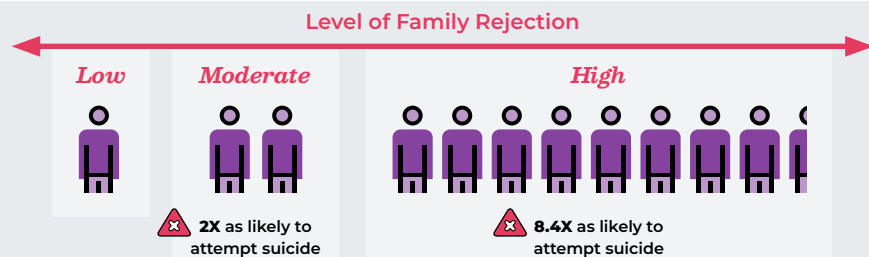 Level of Family Rejection
Low
Moderate
High
2X as likely to
attempt suicide
8.4X as likely to
attempt suicide